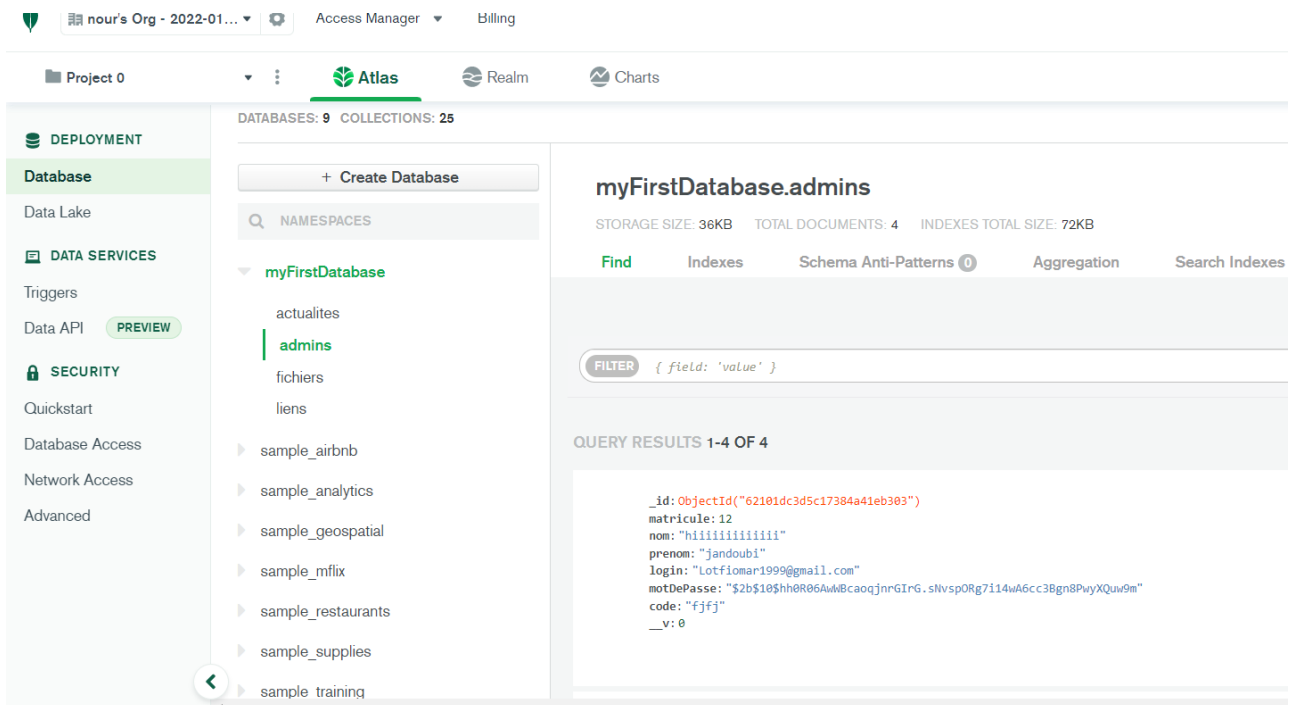 nour's Org - 2022-01... Access Manager Billing
Project 0 Atlas Realm Charts
DEPLOYMENT
Database
Data Lake
DATA SERVICES
Triggers
Data API PREVIEW
SECURITY
Quickstart
Database Access
Network Access
Advanced
DATABASES: 9 COLLECTIONS: 25
+ Create Database
NAMESPACES
myFirstDatabase
actualites
admins
fichiers
liens
sample_airbnb
sample_analytics
sample_geospatial
sample_mflix
sample_restaurants
sample_supplies
sample_training
myFirstDatabase.admins
STORAGE SIZE: 36KB TOTAL DOCUMENTS: 4 INDEXES TOTAL SIZE: 72KB
Find Indexes Schema Anti-Patterns 0 Aggregation Search Indexes
FILTER { field: 'value' }
QUERY RESULTS 1-4 OF 4
_id: ObjectId("62101dc3d5c17384a41eb303")
matricule: 12
nom: "hiiiiiiiiiiiii"
prenom: "jandoubi"
login: "Lotfiomar1999@gmail.com"
motDePasse: "$2b$10$hh0R06AwWBcaoqjnrGIrG.sNvspORg7i14wA6cc3Bgn8PwyXQuw9m"
code: "fjfj"
__v: 0